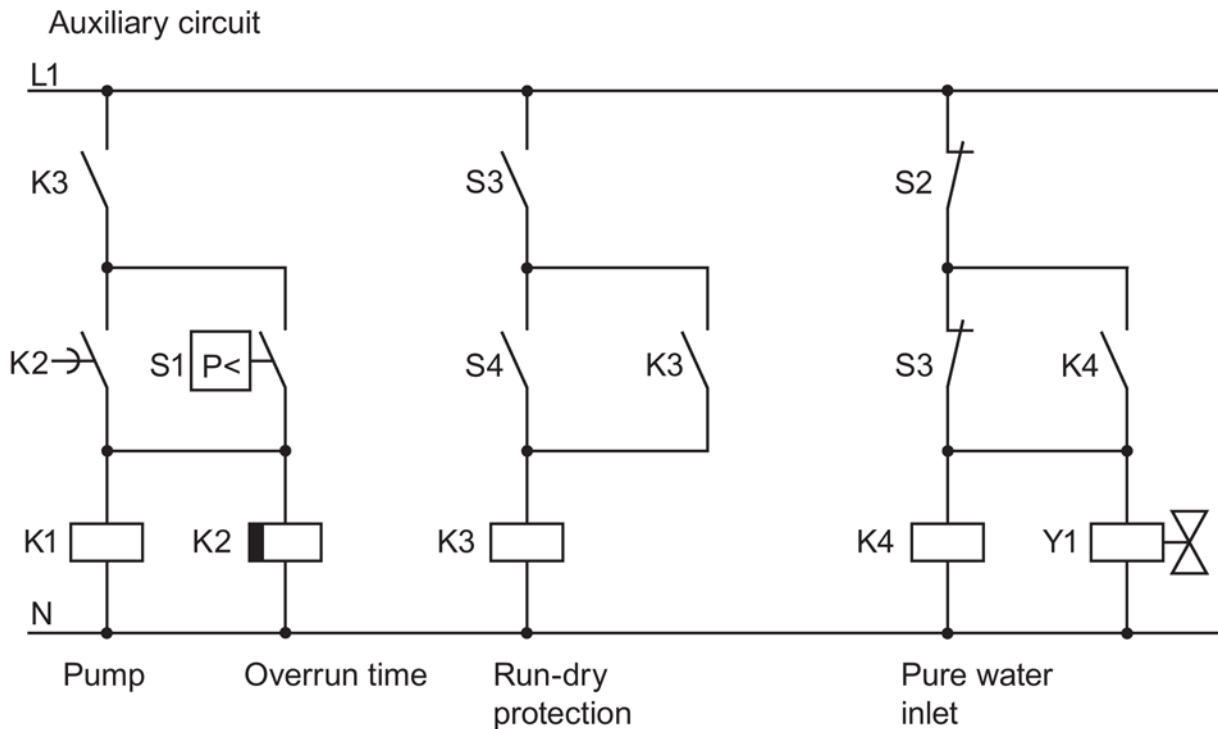 Auxiliary circuit
L1
K3
S3
S2
K2
S1
P<
S4
K3
S3
K4
K1
K2
K3
K4
Y1
N
Pump
Overrun time
Run-dry
protection
Pure water
inlet